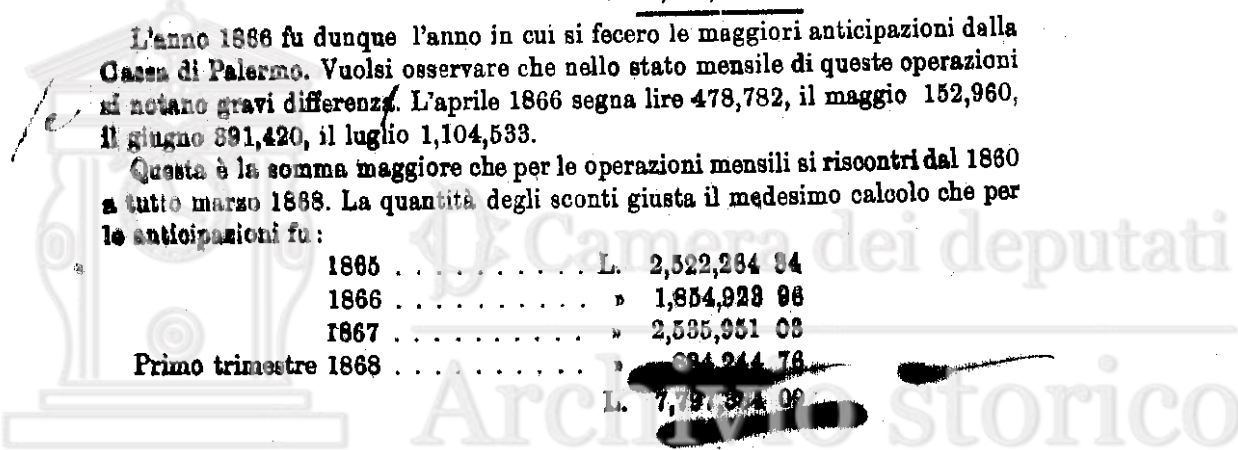 L'anno 1866 fu dunque l'anno in cui si fecero le maggiori anticipazioni dalla
Cassa di Palermo. Vuolsi osservare che nello stato mensile di queste operazioni
si notano gravi differenze. L'aprile 1866 segna lire 478,782, il maggio 152,960,
il giugno 891,420, il luglio 1,104,533.
Questa è la somma maggiore che per le operazioni mensili si riscontri dal 1860
a tutto marzo 1868. La quantità degli sconti giusta il medesimo calcolo che per
le anticipazioni fu:
1865 . . . . . . . . . . L. 2,522,264 84
1866 . . . . . . . . . . » 1,854,923 96
1867 . . . . . . . . . . » 2,535,951 03
Primo trimestre 1868 . . . . . . . . . . » 76
L.
e
Camera dei deputati
Archivio storico